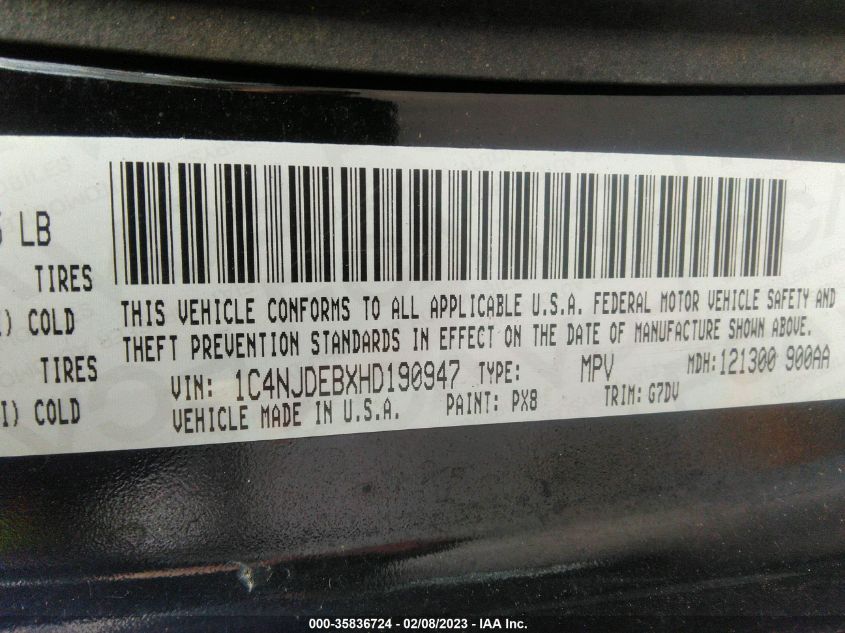 5 LB
TIRES
COLD
TIRES
I) COLD
THIS VEHICLE CONFORMS TO ALL APPLICABLE U.S.A. FEDERAL MOTOR VEHICLE SAFETY AND
THEFT PREVENTION STANDARDS IN EFFECT ON THE DATE OF MANUFACTURE SHOWN ABOVE.
VIN: 1C4NJDEBXHD190947 TYPE: MPV MDH:121300 900AA
VEHICLE MADE IN U.S.A. PAINT: PX8 TRIM: G7DV
000-35836724 - 02/08/2023 - © IAA Inc.